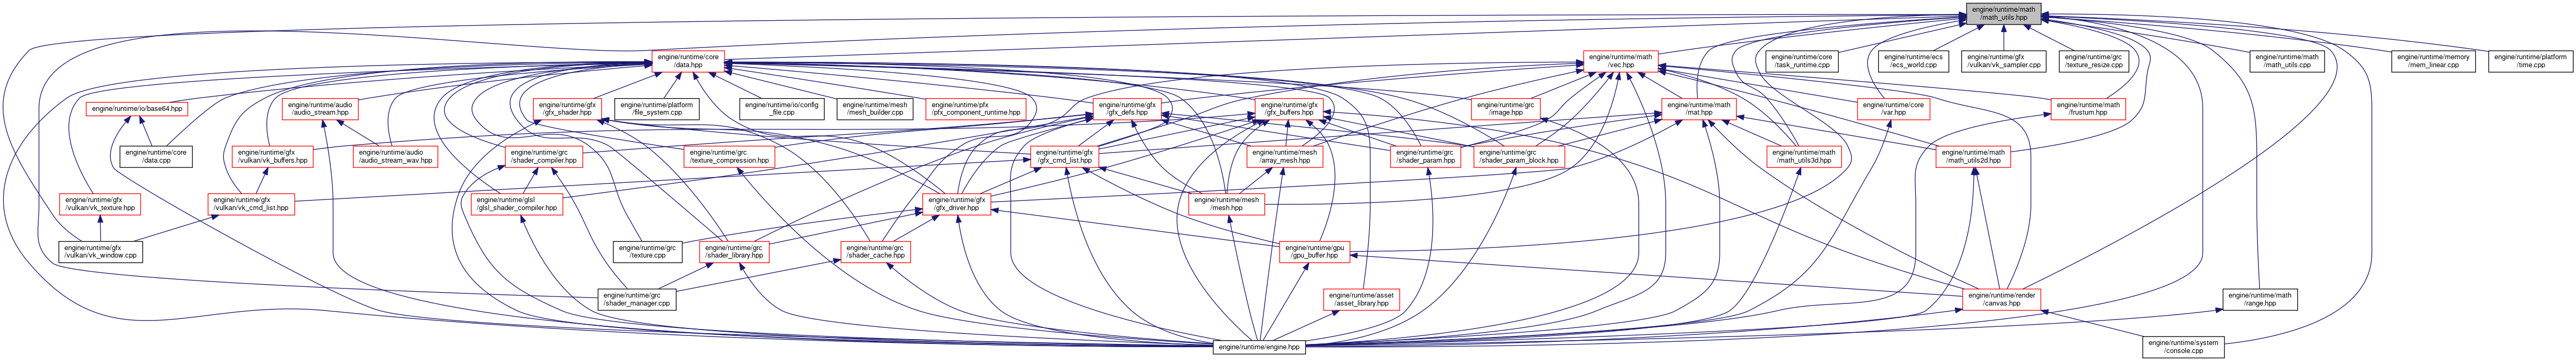 engine/runtime/math
/math_utils.hpp
engine/runtime/core
/data.hpp
engine/runtime/math
/vec.hpp
engine/runtime/core
/task_runtime.cpp
engine/runtime/ecs
/ecs_world.cpp
engine/runtime/gfx
/vulkan/vk_sampler.cpp
engine/runtime/grc
/texture_resize.cpp
engine/runtime/math
/math_utils.cpp
engine/runtime/memory
/mem_linear.cpp
engine/runtime/platform
/time.cpp
engine/runtime/io/base64.hpp
engine/runtime/audio
/audio_stream.hpp
engine/runtime/gfx
/gfx_shader.hpp
engine/runtime/platform
/file_system.cpp
engine/runtime/io/config
_file.cpp
engine/runtime/mesh
/mesh_builder.cpp
engine/runtime/pfx
/pfx_component_runtime.hpp
engine/runtime/gfx
/gfx_defs.hpp
engine/runtime/gfx
/gfx_buffers.hpp
engine/runtime/grc
/image.hpp
engine/runtime/math
/mat.hpp
engine/runtime/core
/var.hpp
engine/runtime/math
/frustum.hpp
engine/runtime/core
/data.cpp
engine/runtime/gfx
/vulkan/vk_buffers.hpp
engine/runtime/audio
/audio_stream_wav.hpp
engine/runtime/grc
/shader_compiler.hpp
engine/runtime/grc
/texture_compression.hpp
engine/runtime/gfx
/gfx_cmd_list.hpp
engine/runtime/mesh
/array_mesh.hpp
engine/runtime/grc
/shader_param.hpp
engine/runtime/grc
/shader_param_block.hpp
engine/runtime/math
/math_utils3d.hpp
engine/runtime/math
/math_utils2d.hpp
engine/runtime/gfx
/vulkan/vk_texture.hpp
engine/runtime/gfx
/vulkan/vk_cmd_list.hpp
engine/runtime/glsl
/glsl_shader_compiler.hpp
engine/runtime/gfx
/gfx_driver.hpp
engine/runtime/mesh
/mesh.hpp
engine/runtime/gfx
/vulkan/vk_window.cpp
engine/runtime/grc
/texture.cpp
engine/runtime/grc
/shader_library.hpp
engine/runtime/grc
/shader_cache.hpp
engine/runtime/gpu
/gpu_buffer.hpp
engine/runtime/grc
/shader_manager.cpp
engine/runtime/asset
/asset_library.hpp
engine/runtime/render
/canvas.hpp
engine/runtime/math
/range.hpp
engine/runtime/engine.hpp
engine/runtime/system
/console.cpp